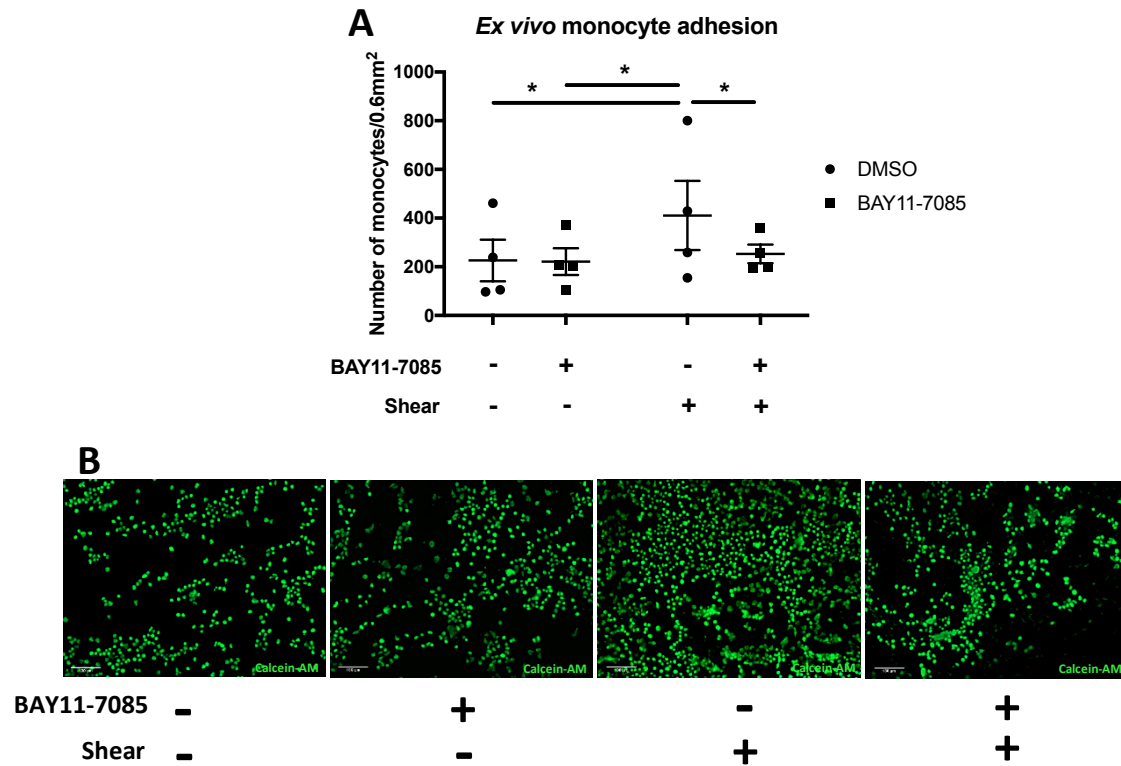 A
Ex vivo monocyte adhesion
Number of monocytes/0.6mm²
1000
800
600
400
200
0
* * *
DMSO
BAY11-7085
BAY11-7085 - + - +
Shear - - + +
B
Calcein-AM Calcein-AM Calcein-AM Calcein-AM
BAY11-7085 - + - +
Shear - - + +